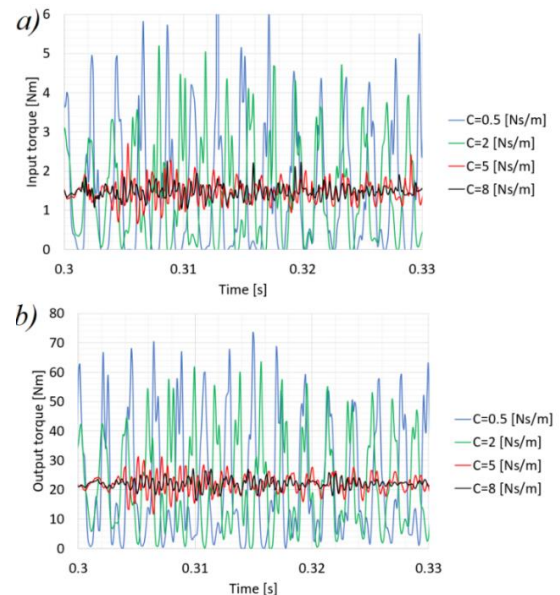 a)
6
5
4
3
2
1
0
Input torque [Nm]
0.3 0.31 0.32 0.33
Time [s]
C=0.5 [Ns/m]
C=2 [Ns/m]
C=5 [Ns/m]
C=8 [Ns/m]
b)
80
70
60
50
40
30
20
10
0
Output torque [Nm]
0.3 0.31 0.32 0.33
Time [s]
C=0.5 [Ns/m]
C=2 [Ns/m]
C=5 [Ns/m]
C=8 [Ns/m]